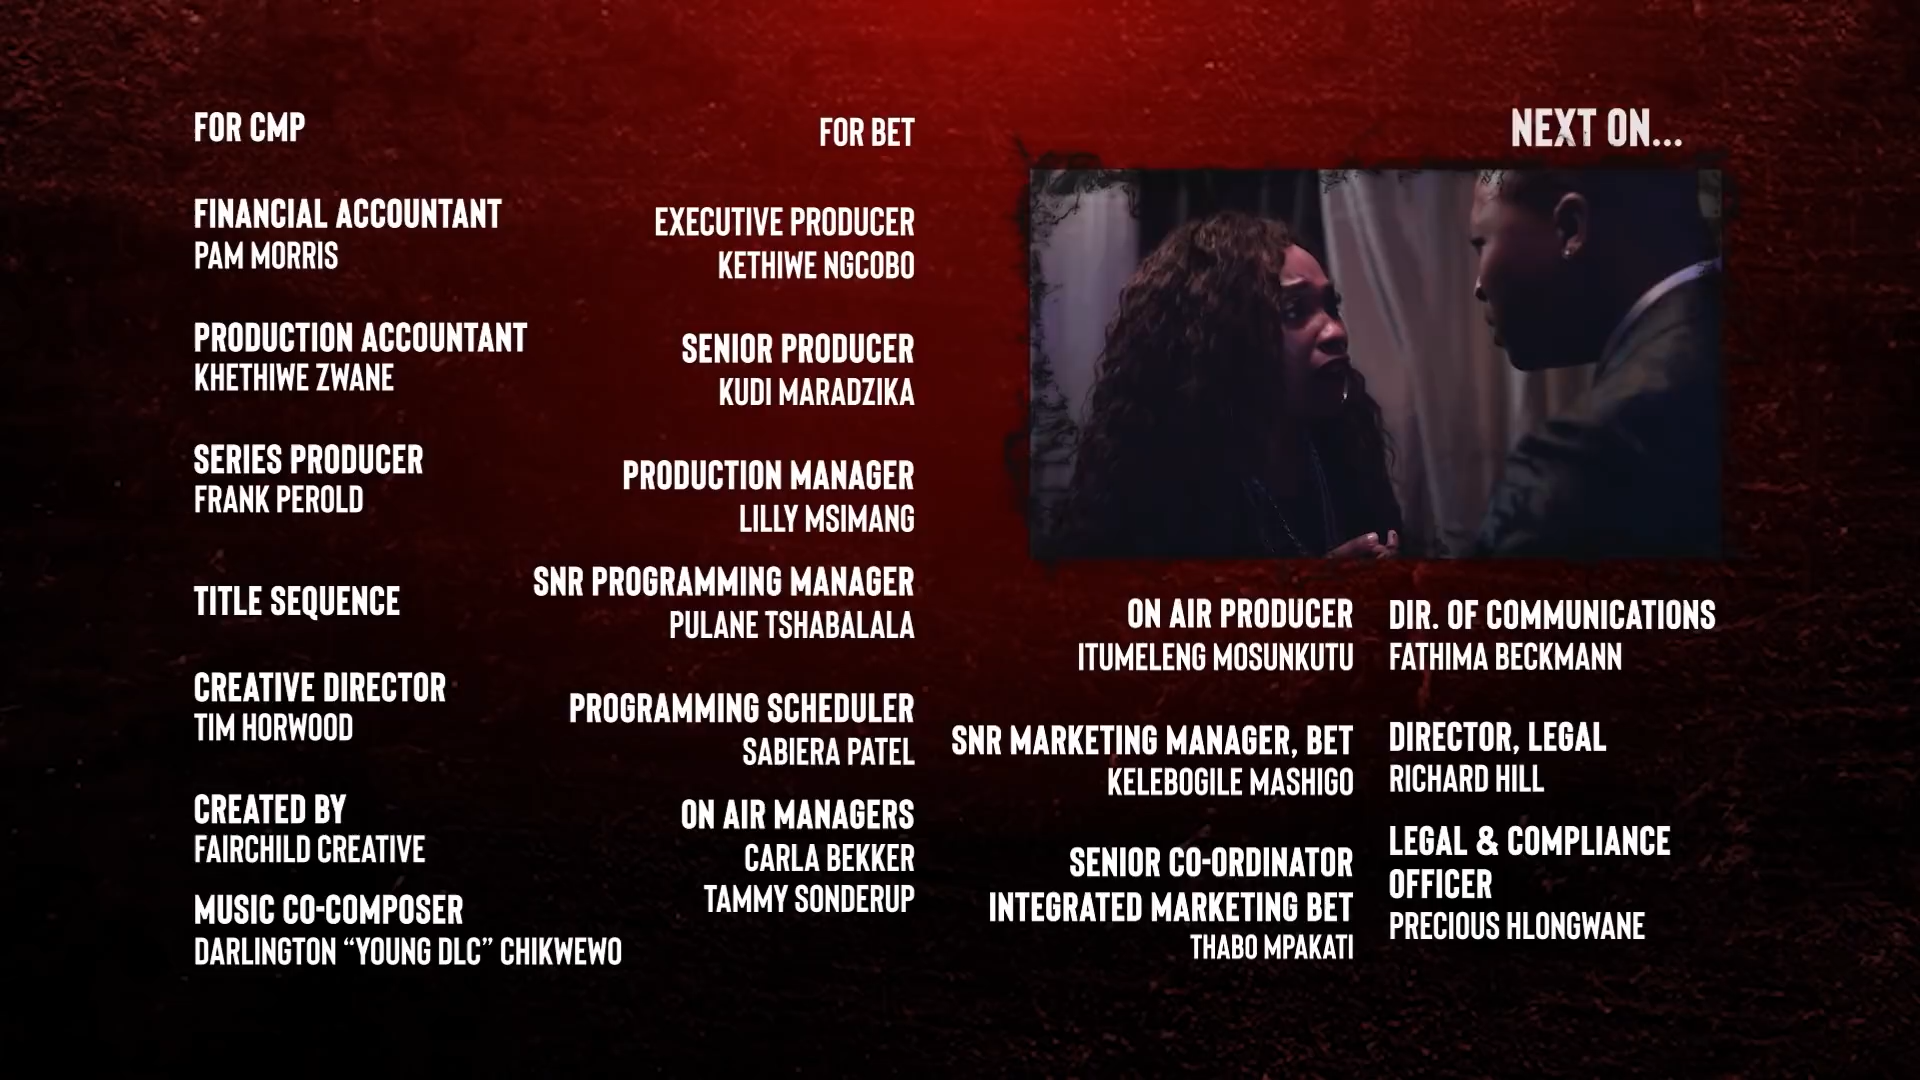 FOR CMP
FINANCIAL ACCOUNTANT
PAM MORRIS
PRODUCTION ACCOUNTANT
KHETHIWE ZWANE
SERIES PRODUCER
FRANK PEROLD
TITLE SEQUENCE
CREATIVE DIRECTOR
TIM HORWOOD
CREATED BY
FAIRCHILD CREATIVE
MUSIC CO-COMPOSER
DARLINGTON “YOUNG DLC” CHIKWEWO
FOR BET
EXECUTIVE PRODUCER
KETHIWE NGCOBO
SENIOR PRODUCER
KUDI MARADZIKA
PRODUCTION MANAGER
LILLY MSIMANG
SNR PROGRAMMING MANAGER
PULANE TSHABALALA
PROGRAMMING SCHEDULER
SABIERA PATEL
ON AIR MANAGERS
CARLA BEKKER
TAMMY SONDERUP
NEXT ON...
ON AIR PRODUCER
ITUMELENG MOSUNKUTU
SNR MARKETING MANAGER, BET
KELEBOGILE MASHIGO
SENIOR CO-ORDINATOR
INTEGRATED MARKETING BET
THABO MPAKATI
DIR. OF COMMUNICATIONS
FATHIMA BECKMANN
DIRECTOR, LEGAL
RICHARD HILL
LEGAL & COMPLIANCE
OFFICER
PRECIOUS HLONGWANE